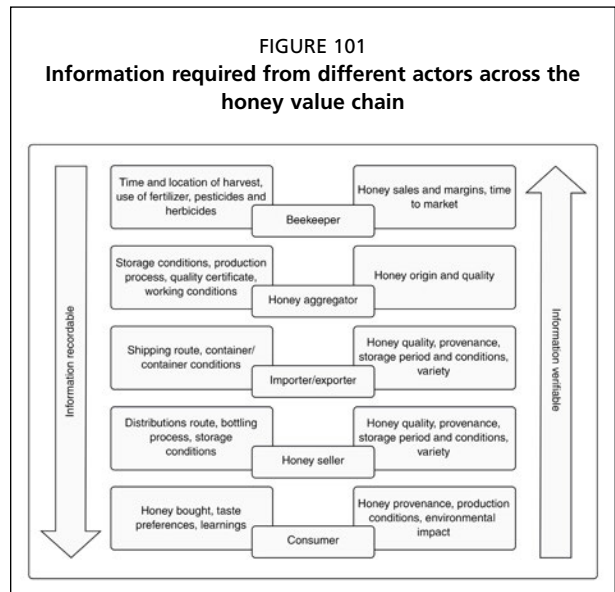 FIGURE 101
Information required from different actors across the
honey value chain
Information recordable
Time and location of harvest,
use of fertilizer, pesticides and
herbicides
Honey sales and margins, time
to market
Beekeeper
Storage conditions, production
process, quality certificate,
working conditions
Honey origin and quality
Honey aggregator
Shipping route, container/
container conditions
Honey quality, provenance,
storage period and conditions,
variety
Importer/exporter
Distributions route, bottling
process, storage
conditions
Honey quality, provenance,
storage period and conditions,
variety
Honey seller
Honey bought, taste
preferences, learnings
Honey provenance, production
conditions, environmental
impact
Consumer
Information verifiable